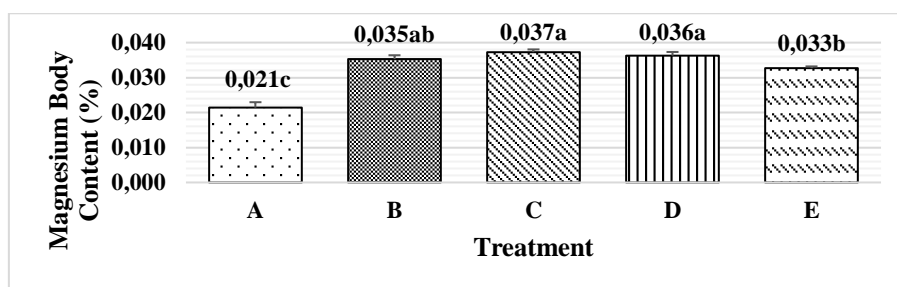 Magnesium Body
Content (%)
0,040
0,030
0,020
0,010
0,000
0,021c
0,035ab
0,037a
0,036a
0,033b
A B C D E
Treatment